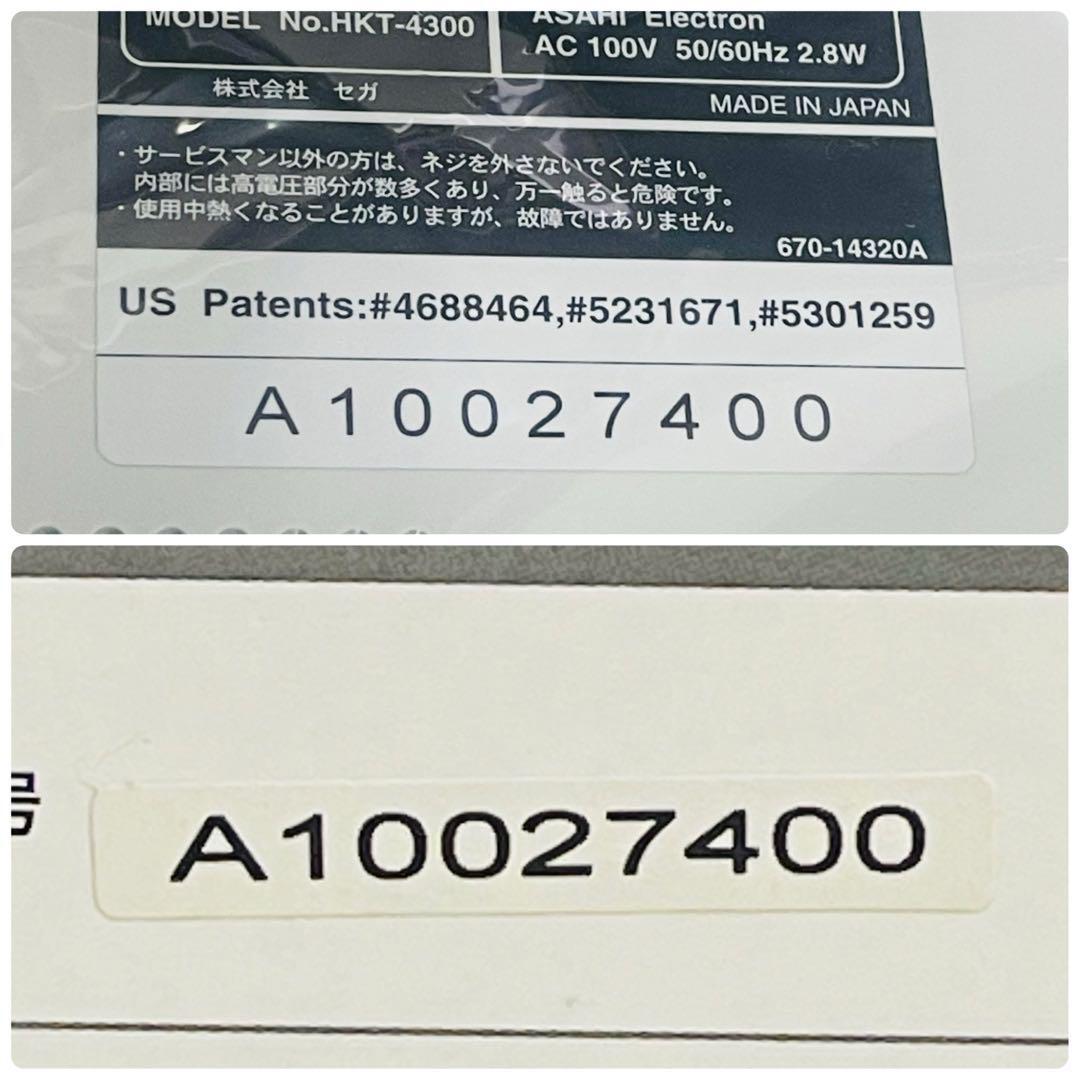 MODEL No.HKT-4300
ASAHI Electron
AC 100V 50/60Hz 2.8W
株式会社 セガ
MADE IN JAPAN
・サービスマン以外の方は、ネジを外さないでください。
内部には高電圧部分が数多くあり、万一触ると危険です。
・使用中熱くなることがありますが、故障ではありません。
670-14320A
US Patents:#4688464,#5231671,#5301259
A10027400
号
A10027400